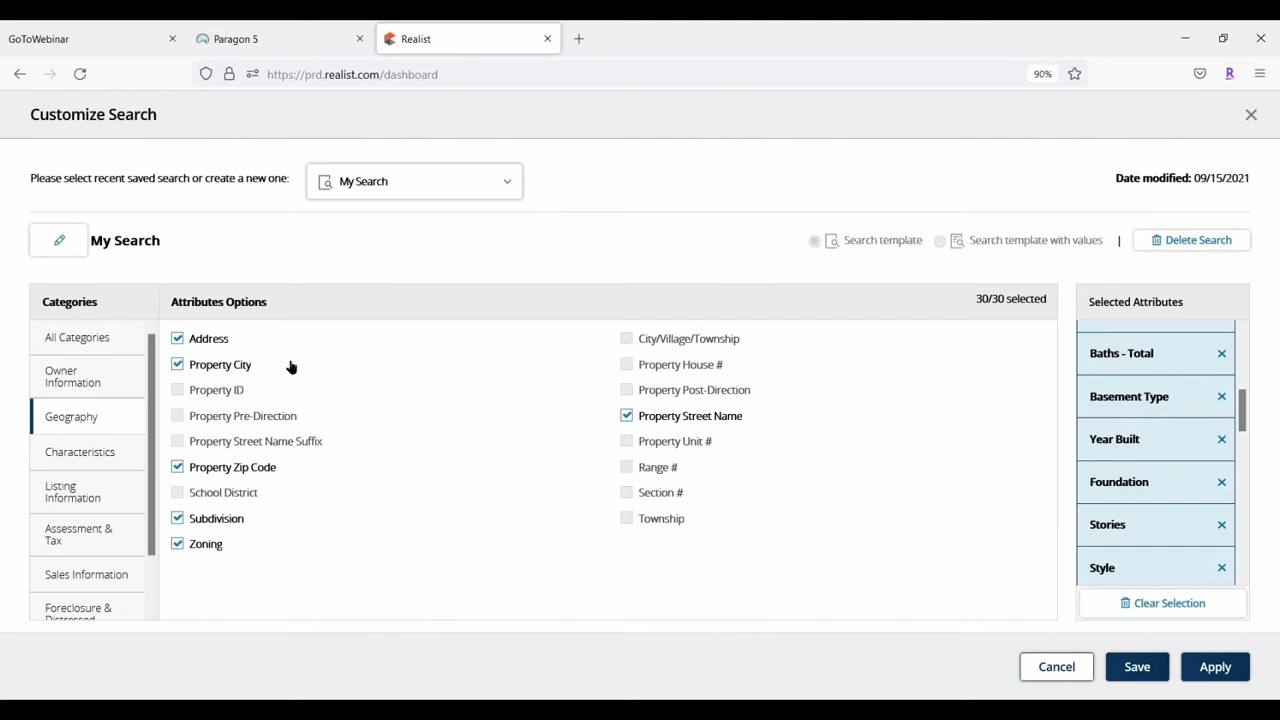 GoToWebinar
Paragon 5
Realist
https://prd.realist.com/dashboard
90%
R
Customize Search
Please select recent saved search or create a new one:
My Search
Date modified: 09/15/2021
My Search
Search template
Search template with values
|
Delete Search
Categories
Attributes Options
30/30 selected
Selected Attributes
All Categories
Owner
Information
Geography
Characteristics
Listing
Information
Assessment &
Tax
Sales Information
Foreclosure &
Distressed
Address
Property City
Property ID
Property Pre-Direction
Property Street Name Suffix
Property Zip Code
School District
Subdivision
Zoning
City/Village/Township
Property House #
Property Post-Direction
Property Street Name
Property Unit #
Range #
Section #
Township
Baths - Total
Basement Type
Year Built
Foundation
Stories
Style
Clear Selection
Cancel
Save
Apply